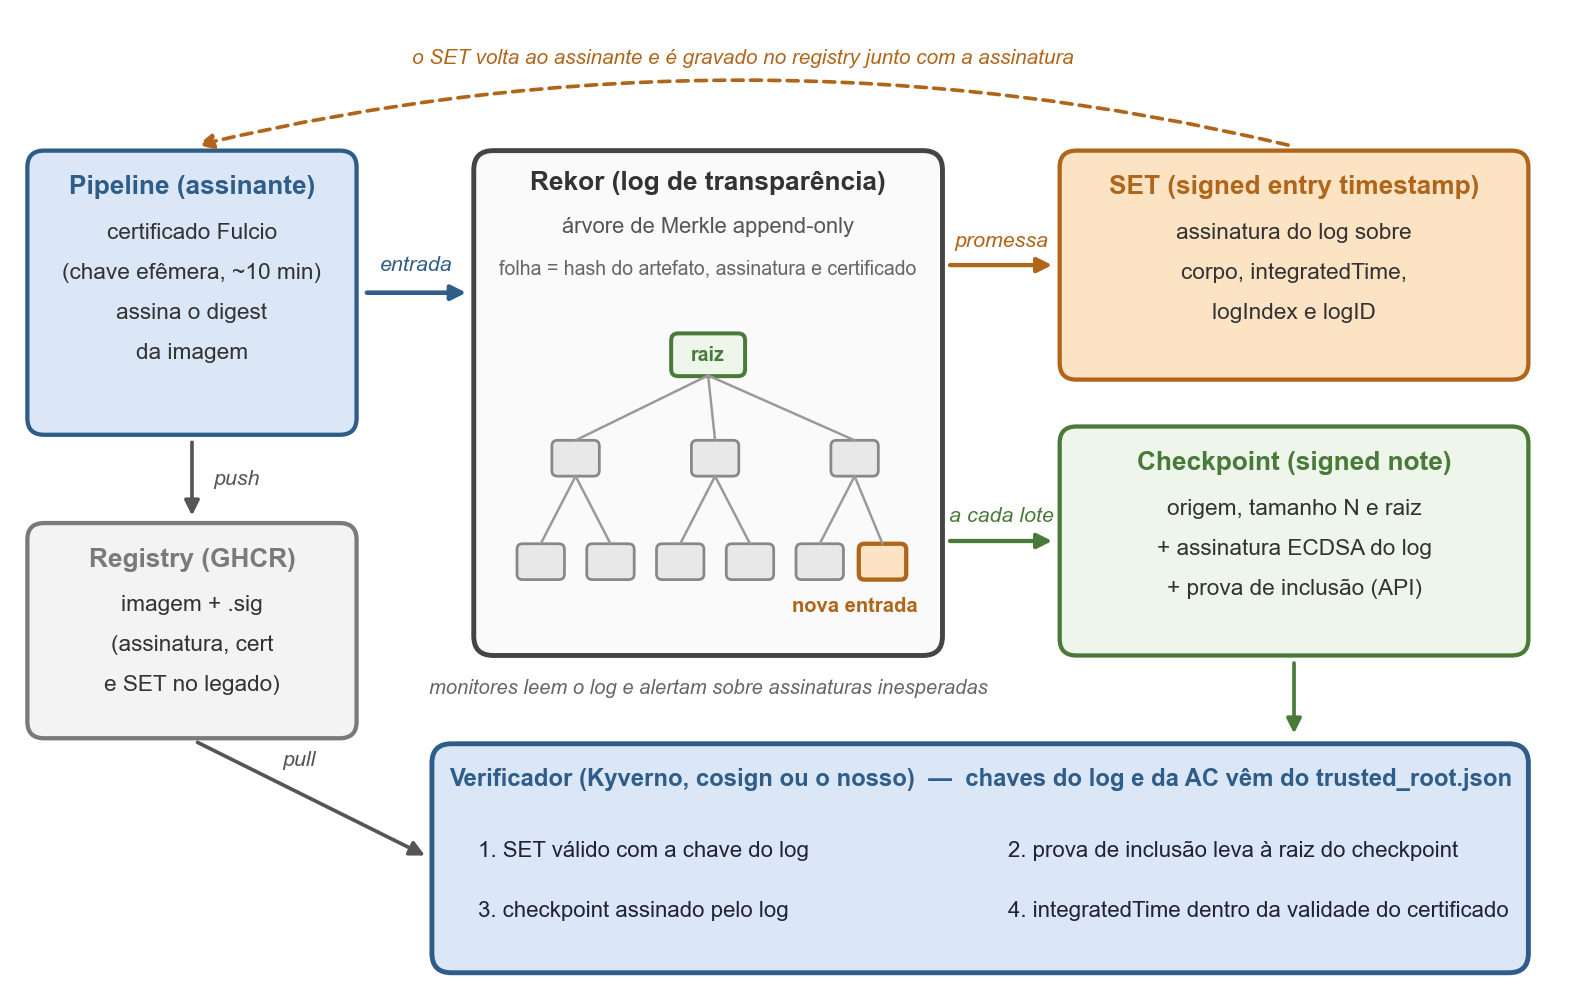 o SET volta ao assinante e é gravado no registry junto com a assinatura
Pipeline (assinante)
certificado Fulcio
(chave efêmera, ~10 min)
assina o digest
da imagem
entrada
Rekor (log de transparência)
árvore de Merkle append-only
folha = hash do artefato, assinatura e certificado
raiz
nova entrada
promessa
SET (signed entry timestamp)
assinatura do log sobre
corpo, integratedTime,
logIndex e logID
a cada lote
Checkpoint (signed note)
origem, tamanho N e raiz
+ assinatura ECDSA do log
+ prova de inclusão (API)
push
Registry (GHCR)
imagem + .sig
(assinatura, cert
e SET no legado)
monitores leem o log e alertam sobre assinaturas inesperadas
pull
Verificador (Kyverno, cosign ou o nosso) — chaves do log e da AC vêm do trusted_root.json
1. SET válido com a chave do log
2. prova de inclusão leva à raiz do checkpoint
3. checkpoint assinado pelo log
4. integratedTime dentro da validade do certificado